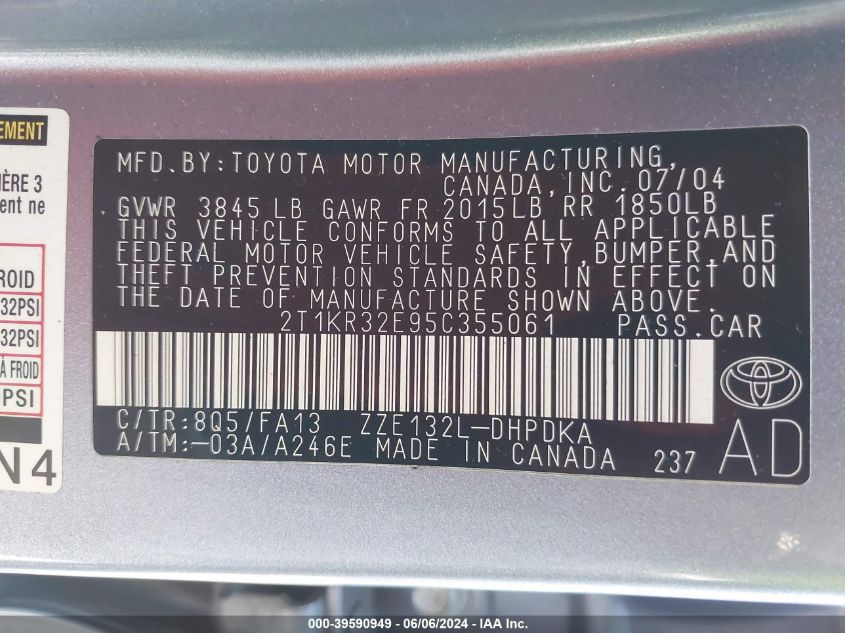 EMENT
IÈRE 3
ent ne
ROID
32PSI
32PSI
À FROID
PSI
N4
MFD.BY:TOYOTA MOTOR MANUFACTURING,
CANADA,INC.07/04
GVWR 3845LB GAWR FR 2015LB RR 1850LB
THIS VEHICLE CONFORMS TO ALL APPLICABLE
FEDERAL MOTOR VEHICLE SAFETY,BUMPER,AND
THEFT PREVENTION STANDARDS IN EFFECT ON
THE DATE OF MANUFACTURE SHOWN ABOVE.
2T1KR32E95C355061 PASS.CAR
C/TR:8Q5/FA13 ZZE132L-DHPDKA
A/TM:-03A/A246E MADE IN CANADA 237
AD
000-39590949 - 06/06/2024 - IAA Inc.